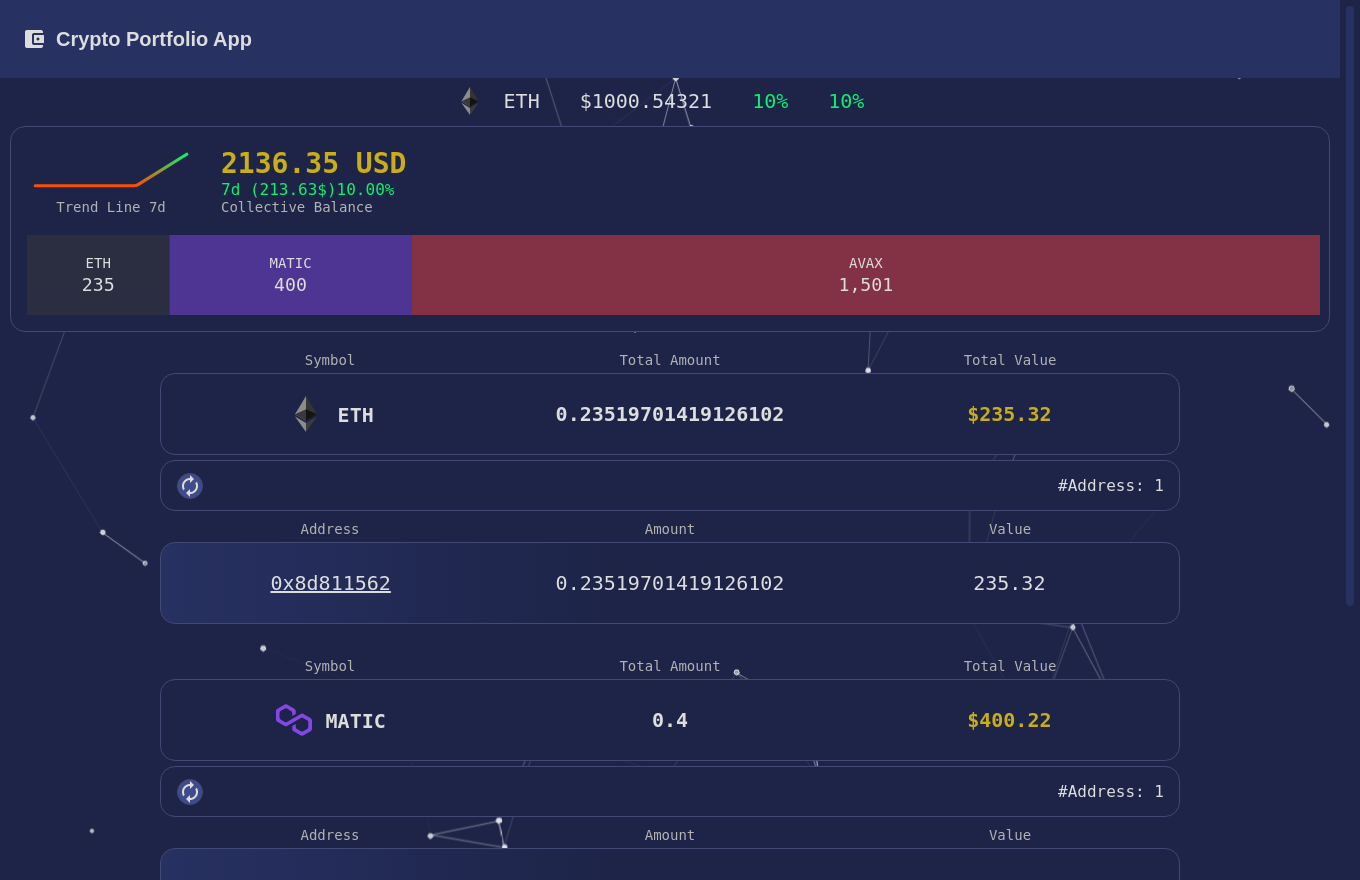 Crypto Portfolio App
ETH $1000.54321 10% 10%
2136.35 USD
7d (213.63$)10.00%
Trend Line 7d Collective Balance
ETH MATIC AVAX
235 400 1,501
Symbol Total Amount Total Value
ETH 0.23519701419126102 $235.32
#Address: 1
Address Amount Value
0x8d811562 0.23519701419126102 235.32
Symbol Total Amount Total Value
MATIC 0.4 $400.22
#Address: 1
Address Amount Value